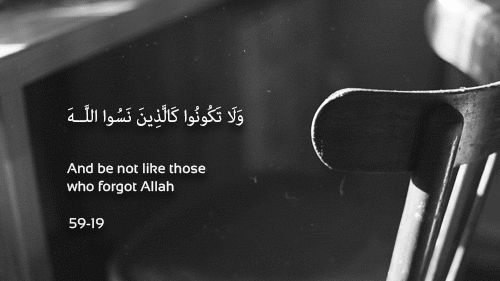 وَلَا تَكُونُوا كَالَّذِينَ نَسُوا اللَّـهَ
And be not like those
who forgot Allah
59-19